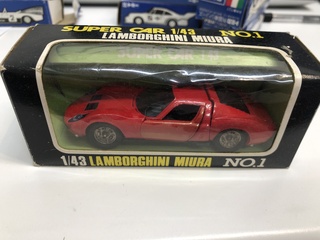 SUPER CAR 1/43 NO.1
LAMBORGHINI MIURA
1/43 LAMBORGHINI MIURA NO.1